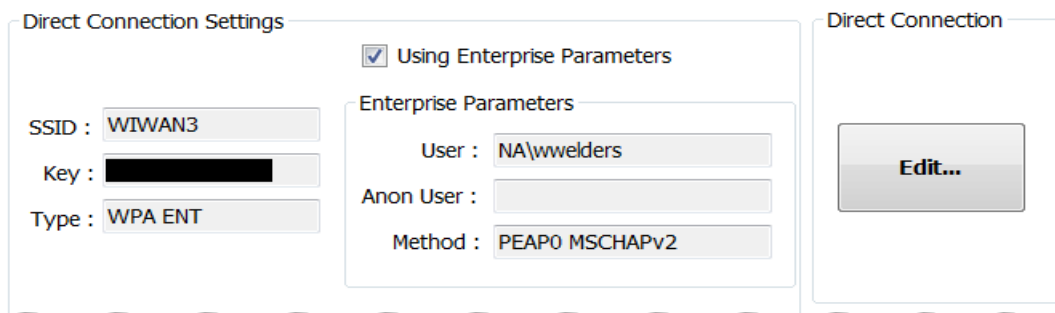 Direct Connection Settings
Using Enterprise Parameters
SSID : WIWAN3
Key :
Type : WPA ENT
Enterprise Parameters
User : NA\wwelders
Anon User :
Method : PEAP0 MSCHAPv2
Direct Connection
Edit...